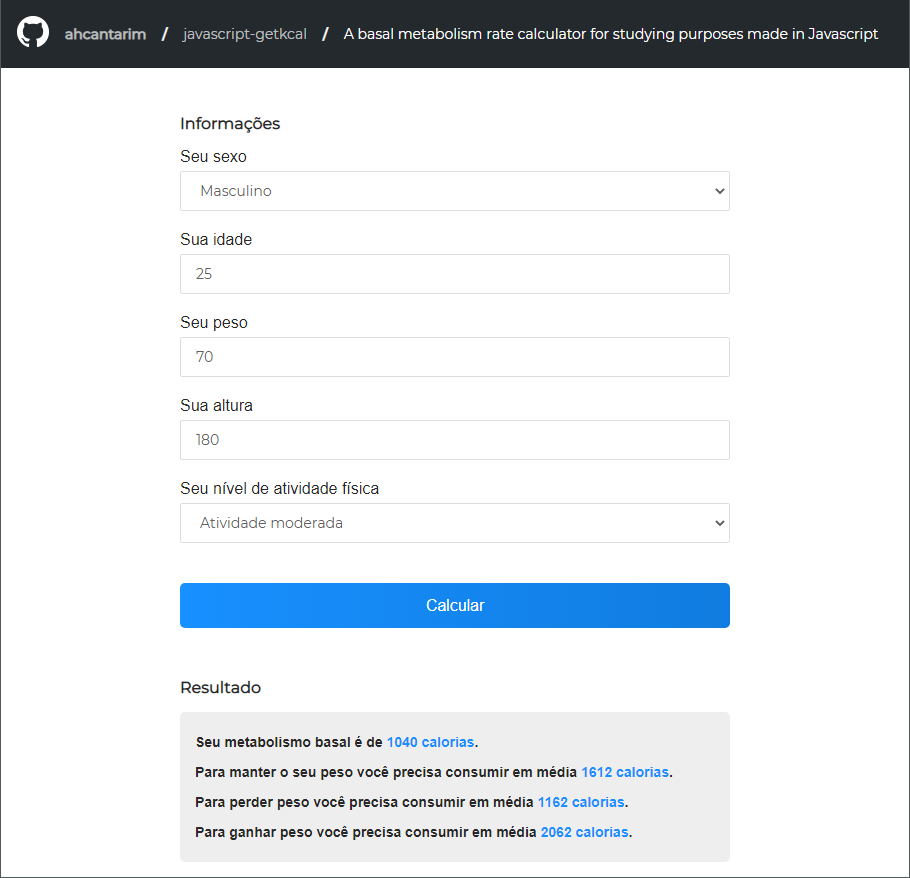 ahcantarim / javascript-getkcal / A basal metabolism rate calculator for studying purposes made in Javascript
Informações
Seu sexo
Masculino
Sua idade
25
Seu peso
70
Sua altura
180
Seu nível de atividade física
Atividade moderada
Calcular
Resultado
Seu metabolismo basal é de 1040 calorias.
Para manter o seu peso você precisa consumir em média 1612 calorias.
Para perder peso você precisa consumir em média 1162 calorias.
Para ganhar peso você precisa consumir em média 2062 calorias.